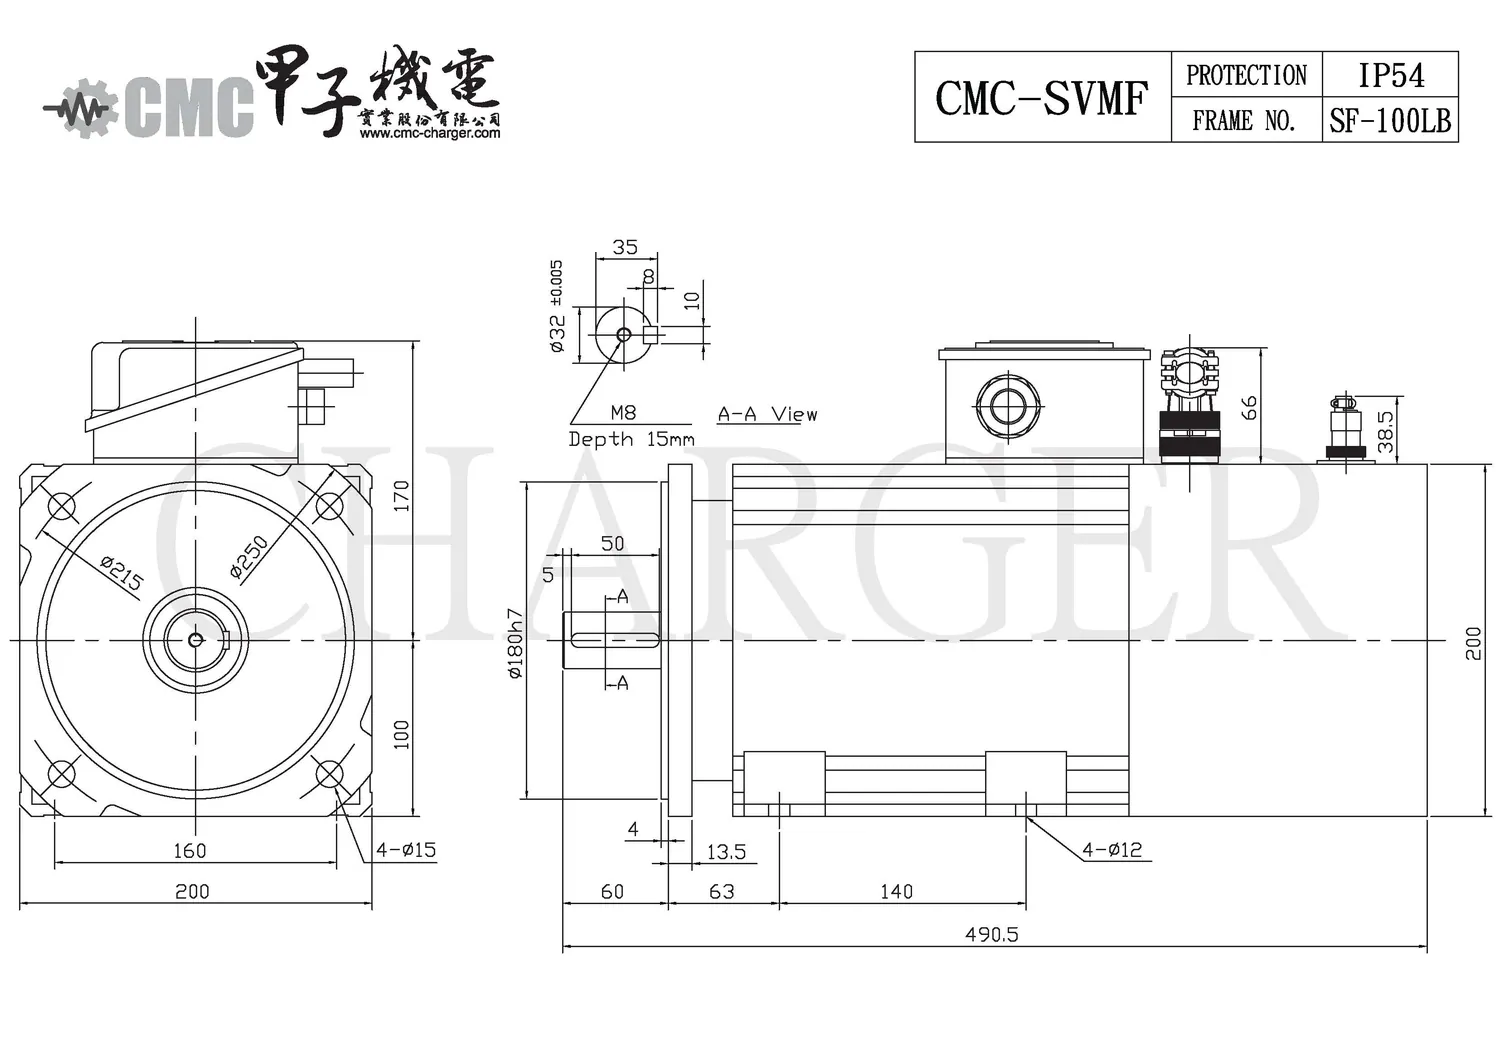 CMC 甲子機電
實業股份有限公司
www.cmc-charger.com
CMC-SVMF
PROTECTION IP54
FRAME NO. SF-100LB
35
8
10
Ø32 ±0.005
M8
Depth 15mm
A-A View
66
38.5
170
100
Ø215
Ø250
50
5
A
A
Ø180h7
200
CHARGER
4
13.5
160
4-Ø15
200
4-Ø12
60
63
140
490.5